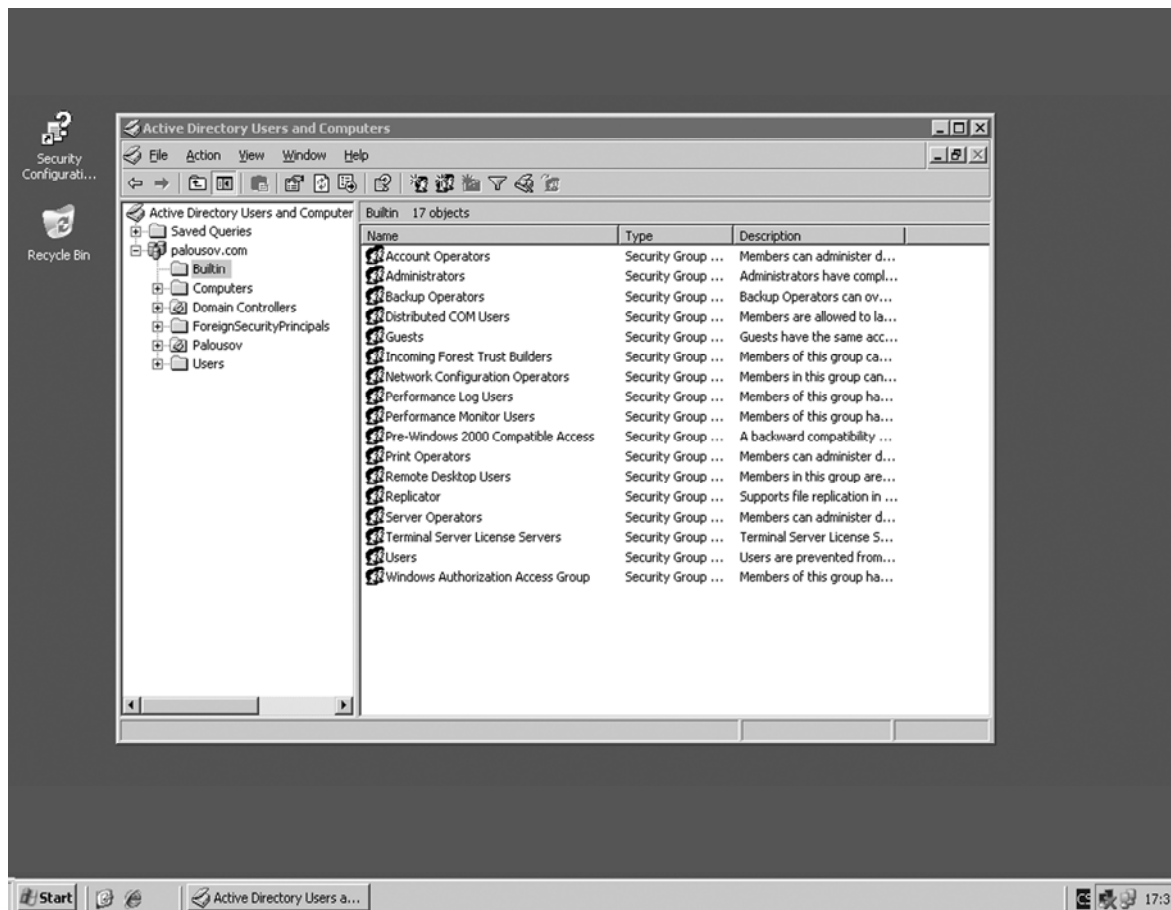 Security
Configurati...
Recycle Bin
Active Directory Users and Computers
File Action View Window Help
Active Directory Users and Computer
Saved Queries
palousov.com
Builtin
Computers
Domain Controllers
ForeignSecurityPrincipals
Palousov
Users
Builtin 17 objects
Name Type Description
Account Operators Security Group ... Members can administer d...
Administrators Security Group ... Administrators have compl...
Backup Operators Security Group ... Backup Operators can ov...
Distributed COM Users Security Group ... Members are allowed to la...
Guests Security Group ... Guests have the same acc...
Incoming Forest Trust Builders Security Group ... Members of this group ca...
Network Configuration Operators Security Group ... Members in this group can...
Performance Log Users Security Group ... Members of this group ha...
Performance Monitor Users Security Group ... Members of this group ha...
Pre-Windows 2000 Compatible Access Security Group ... A backward compatibility ...
Print Operators Security Group ... Members can administer d...
Remote Desktop Users Security Group ... Members in this group are...
Replicator Security Group ... Supports file replication in ...
Server Operators Security Group ... Members can administer d...
Terminal Server License Servers Security Group ... Terminal Server License S...
Users Security Group ... Users are prevented from...
Windows Authorization Access Group Security Group ... Members of this group ha...
Start Active Directory Users a... CS 17:3